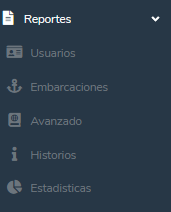 Reportes
Usuarios
Embarcaciones
Avanzado
Historios
Estadisticas